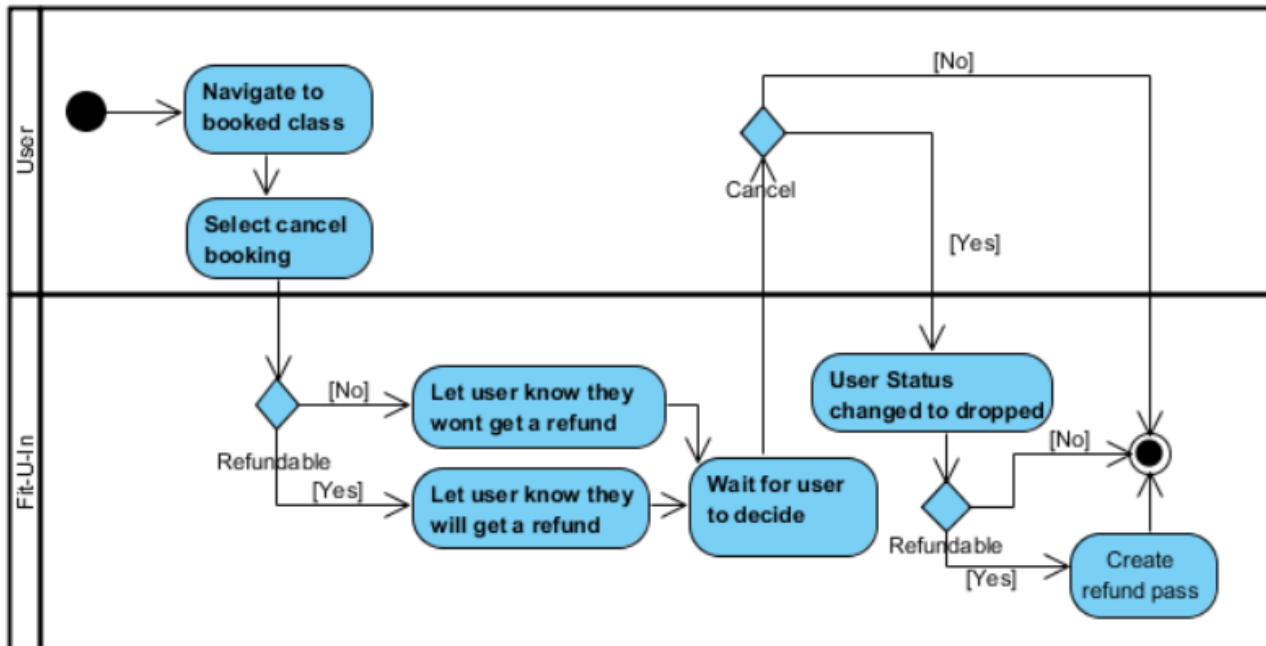 User
Navigate to
booked class
Select cancel
booking
Cancel
[No]
[Yes]
Fit-U-In
Refundable
[No]
Let user know they
wont get a refund
[Yes]
Let user know they
will get a refund
Wait for user
to decide
User Status
changed to dropped
Refundable
[No]
[Yes]
Create
refund pass